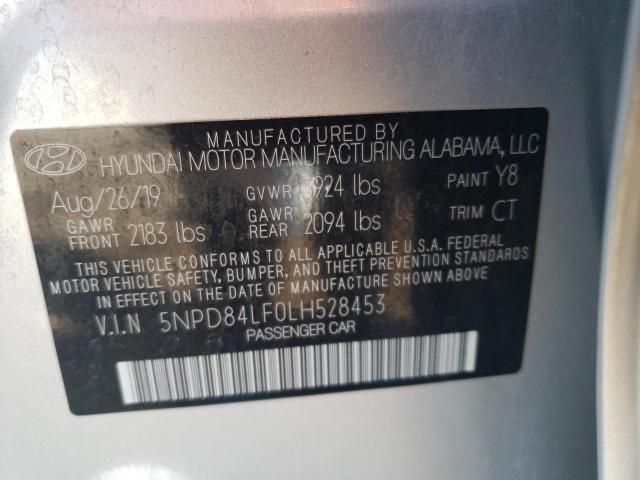 MANUFACTURED BY
HYUNDAI MOTOR MANUFACTURING ALABAMA, LLC
Aug/26/19 GVWR 3924 lbs PAINT Y8
GAWR FRONT 2183 lbs GAWR REAR 2094 lbs TRIM CT
THIS VEHICLE CONFORMS TO ALL APPLICABLE U.S.A. FEDERAL
MOTOR VEHICLE SAFETY, BUMPER, AND THEFT PREVENTION STANDARDS
IN EFFECT ON THE DATE OF MANUFACTURE SHOWN ABOVE.
V.I.N 5NPD84LF0LH528453
PASSENGER CAR